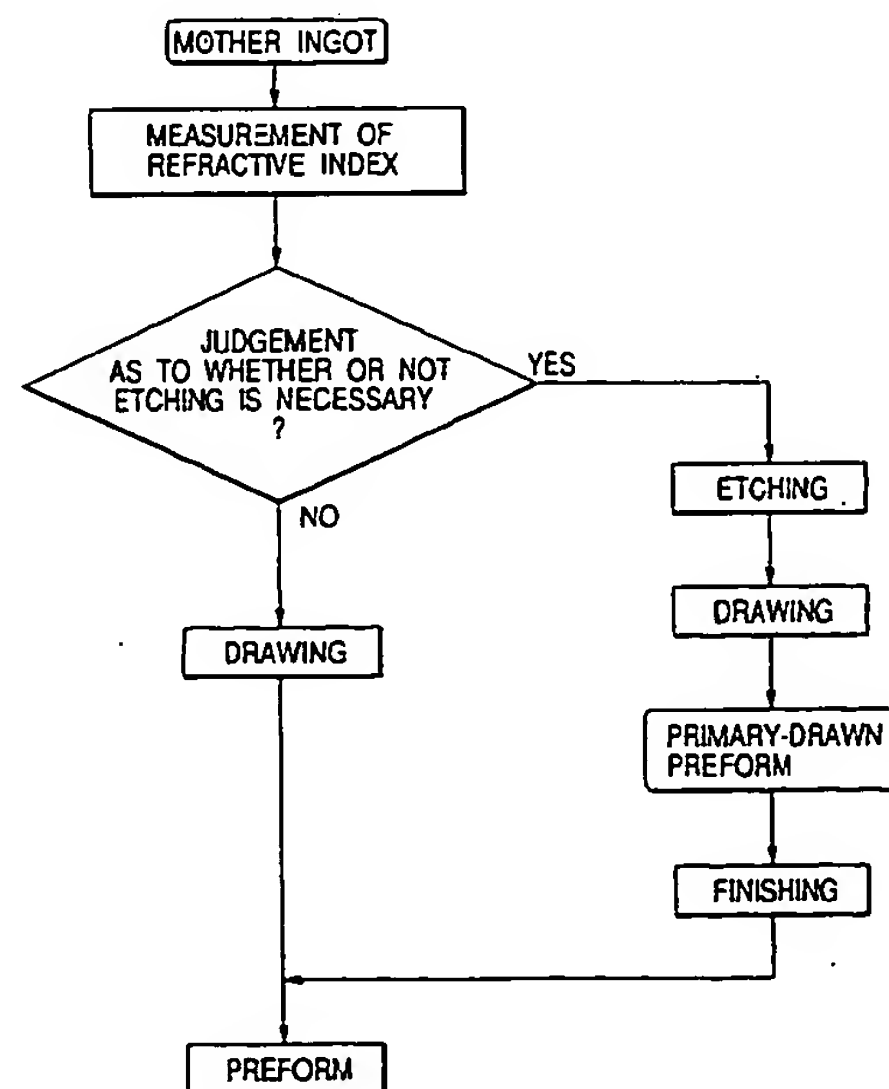 MOTHER INGOT
MEASUREMENT OF
REFRACTIVE INDEX
JUDGEMENT
AS TO WHETHER OR NOT
ETCHING IS NECESSARY
?
YES
NO
ETCHING
DRAWING
DRAWING
PRIMARY-DRAWN
PREFORM
FINISHING
PREFORM